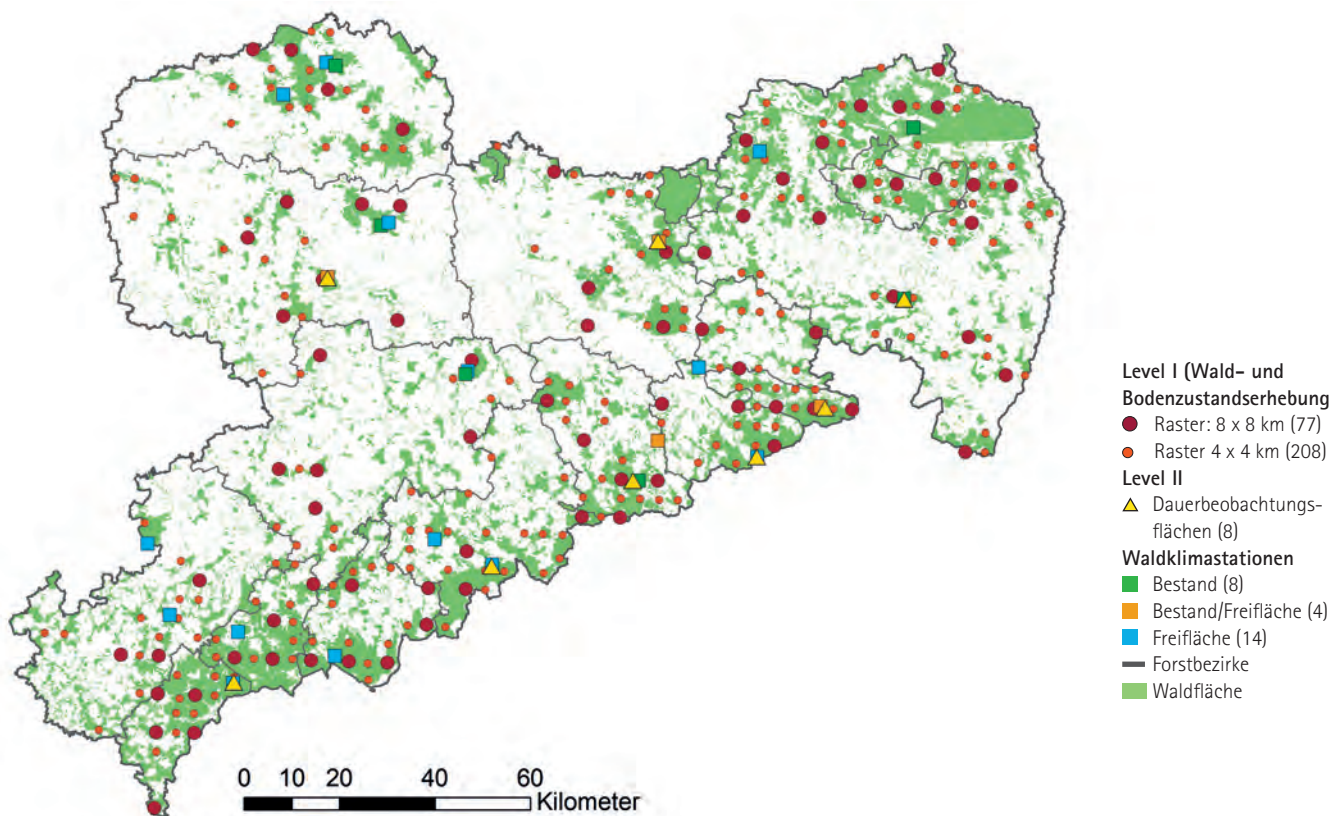 Level I (Wald- und
Bodenzustandserhebung
Raster: 8 x 8 km (77)
Raster 4 x 4 km (208)
Level II
Dauerbeobachtungs-
flächen (8)
Waldklimastationen
Bestand (8)
Bestand/Freifläche (4)
Freifläche (14)
Forstbezirke
Waldfläche
0 10 20 40 60
Kilometer